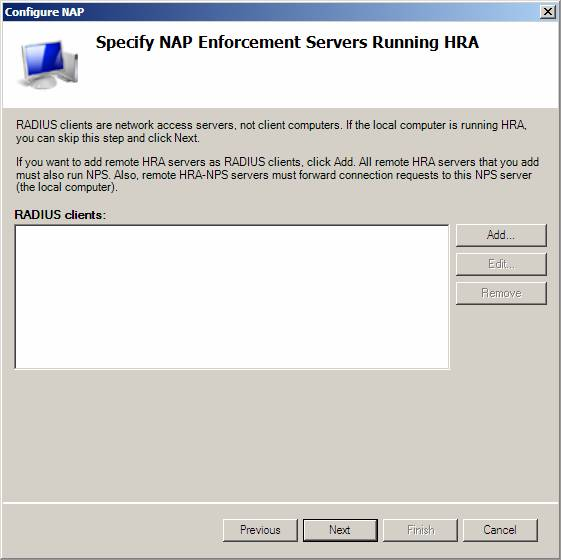 Configure NAP
Specify NAP Enforcement Servers Running HRA
RADIUS clients are network access servers, not client computers. If the local computer is running HRA,
you can skip this step and click Next.
If you want to add remote HRA servers as RADIUS clients, click Add. All remote HRA servers that you add
must also run NPS. Also, remote HRA-NPS servers must forward connection requests to this NPS server
(the local computer).
RADIUS clients:
Add...
Edit...
Remove
Previous
Next
Finish
Cancel